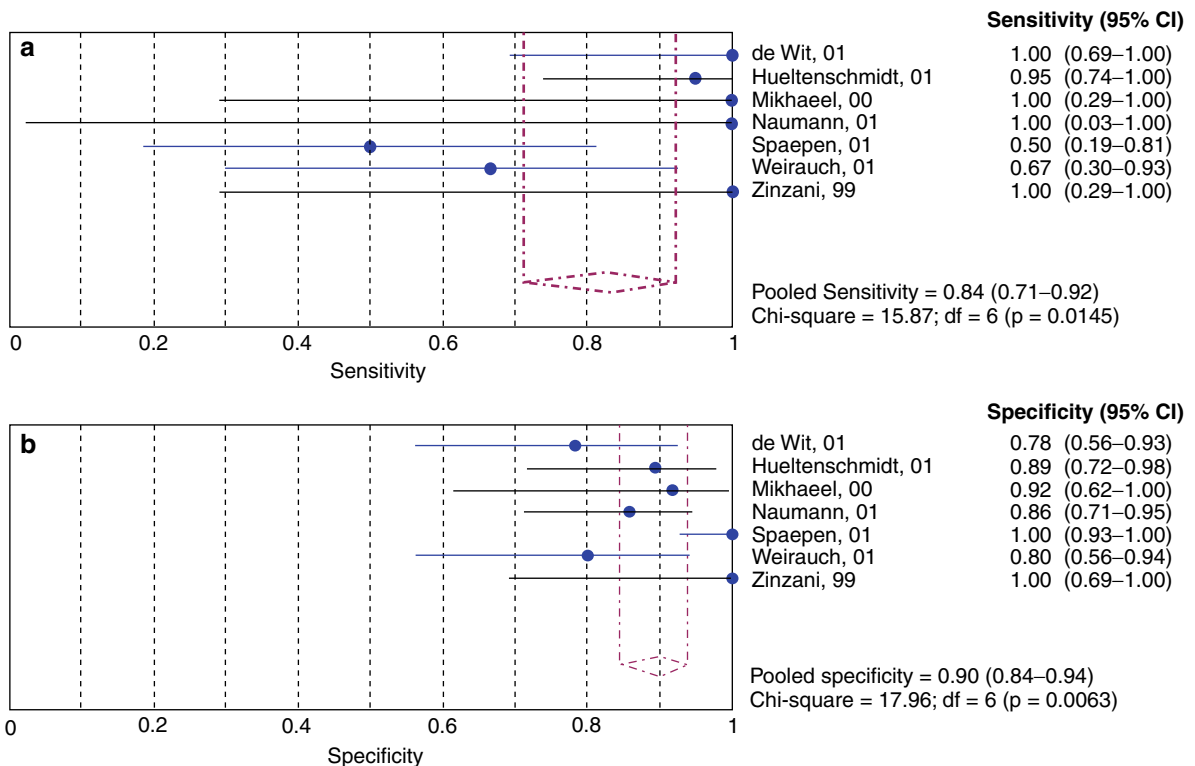 Sensitivity (95% CI)
a
de Wit, 01 1.00 (0.69–1.00)
Hueltenschmidt, 01 0.95 (0.74–1.00)
Mikhaeel, 00 1.00 (0.29–1.00)
Naumann, 01 1.00 (0.03–1.00)
Spaepen, 01 0.50 (0.19–0.81)
Weirauch, 01 0.67 (0.30–0.93)
Zinzani, 99 1.00 (0.29–1.00)
Pooled Sensitivity = 0.84 (0.71–0.92)
Chi-square = 15.87; df = 6 (p = 0.0145)
0 0.2 0.4 0.6 0.8 1
Sensitivity
Specificity (95% CI)
b
de Wit, 01 0.78 (0.56–0.93)
Hueltenschmidt, 01 0.89 (0.72–0.98)
Mikhaeel, 00 0.92 (0.62–1.00)
Naumann, 01 0.86 (0.71–0.95)
Spaepen, 01 1.00 (0.93–1.00)
Weirauch, 01 0.80 (0.56–0.94)
Zinzani, 99 1.00 (0.69–1.00)
Pooled specificity = 0.90 (0.84–0.94)
Chi-square = 17.96; df = 6 (p = 0.0063)
0 0.2 0.4 0.6 0.8 1
Specificity